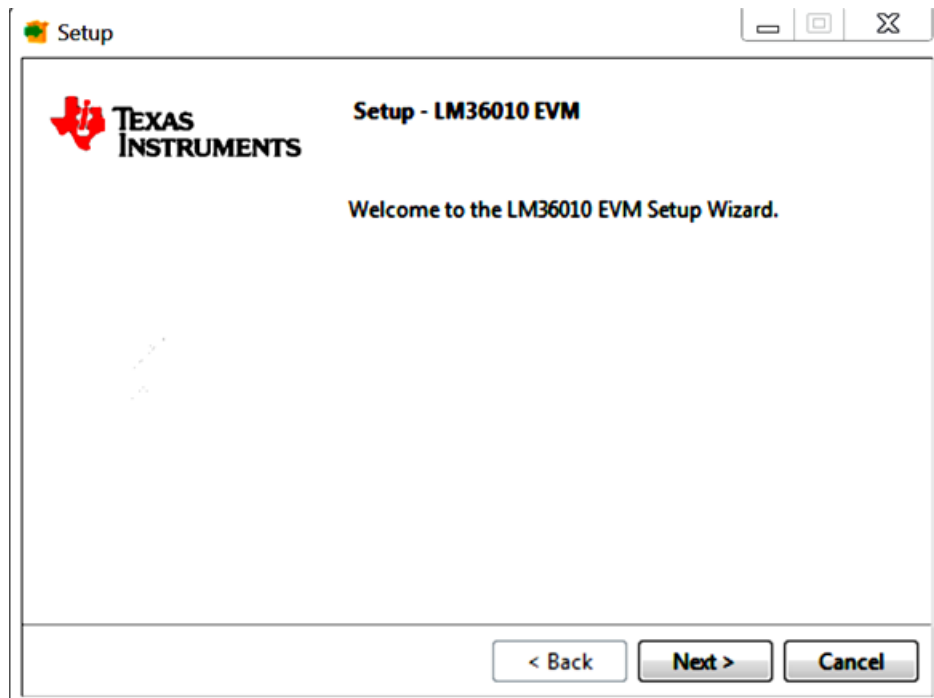 Setup
TEXAS
INSTRUMENTS
Setup - LM36010 EVM
Welcome to the LM36010 EVM Setup Wizard.
< Back
Next >
Cancel